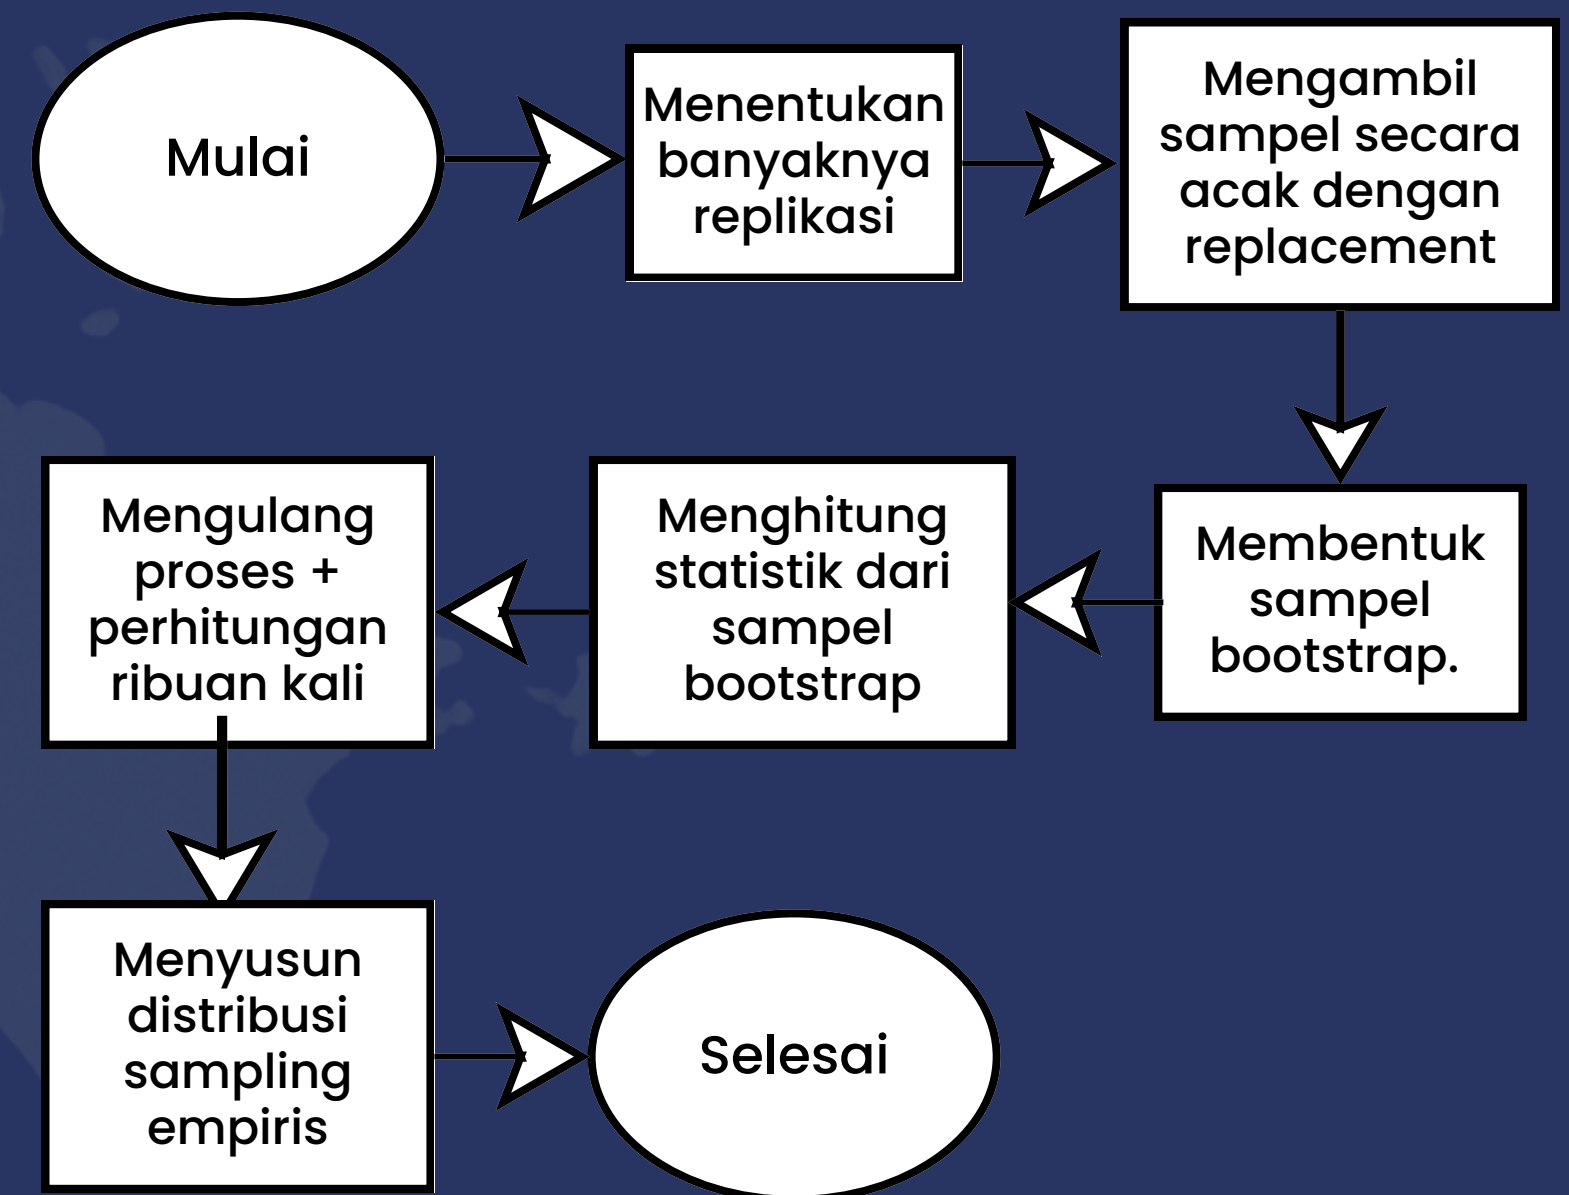 Mulai
Menentukan
banyaknya
replikasi
Mengambil
sampel secara
acak dengan
replacement
Membentuk
sampel
bootstrap.
Menghitung
statistik dari
sampel
bootstrap
Mengulang
proses +
perhitungan
ribuan kali
Menyusun
distribusi
sampling
empiris
Selesai